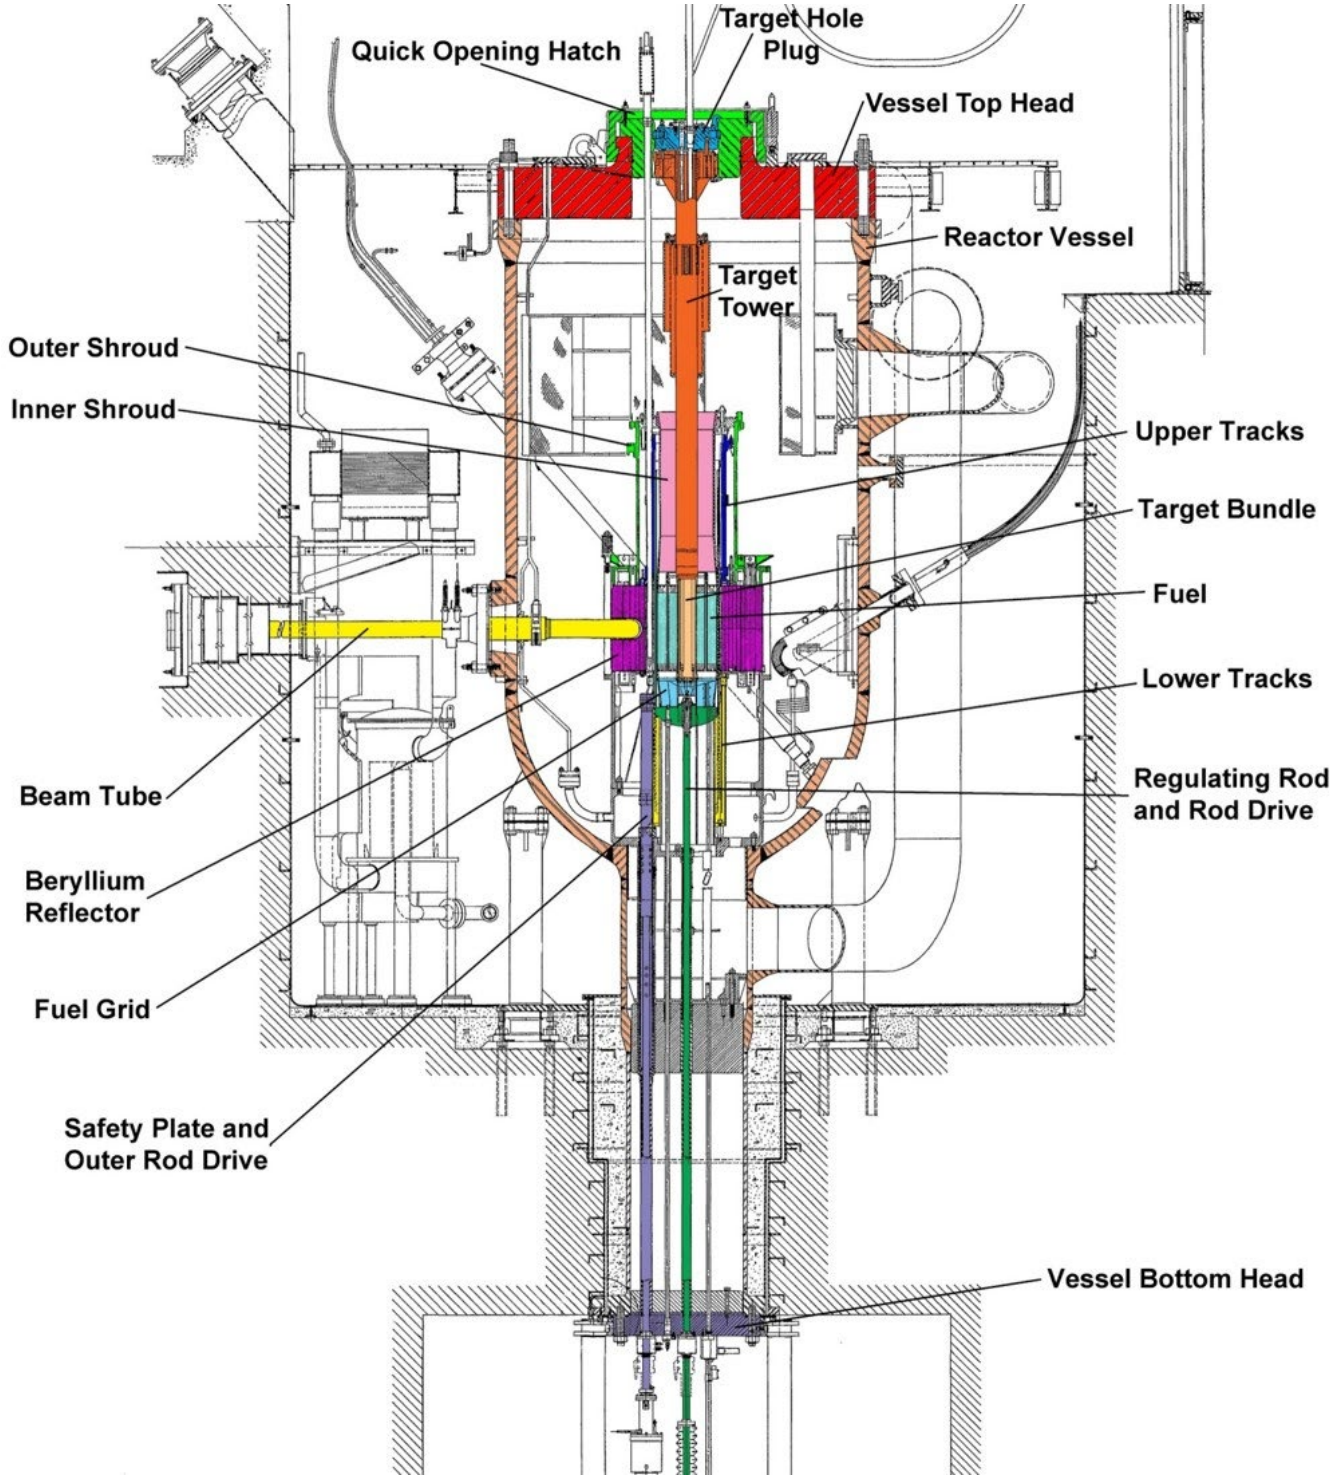 Target Hole
Plug
Quick Opening Hatch
Vessel Top Head
Reactor Vessel
Target
Tower
Outer Shroud
Inner Shroud
Upper Tracks
Target Bundle
Fuel
Lower Tracks
Regulating Rod
and Rod Drive
Beam Tube
Beryllium
Reflector
Fuel Grid
Safety Plate and
Outer Rod Drive
Vessel Bottom Head